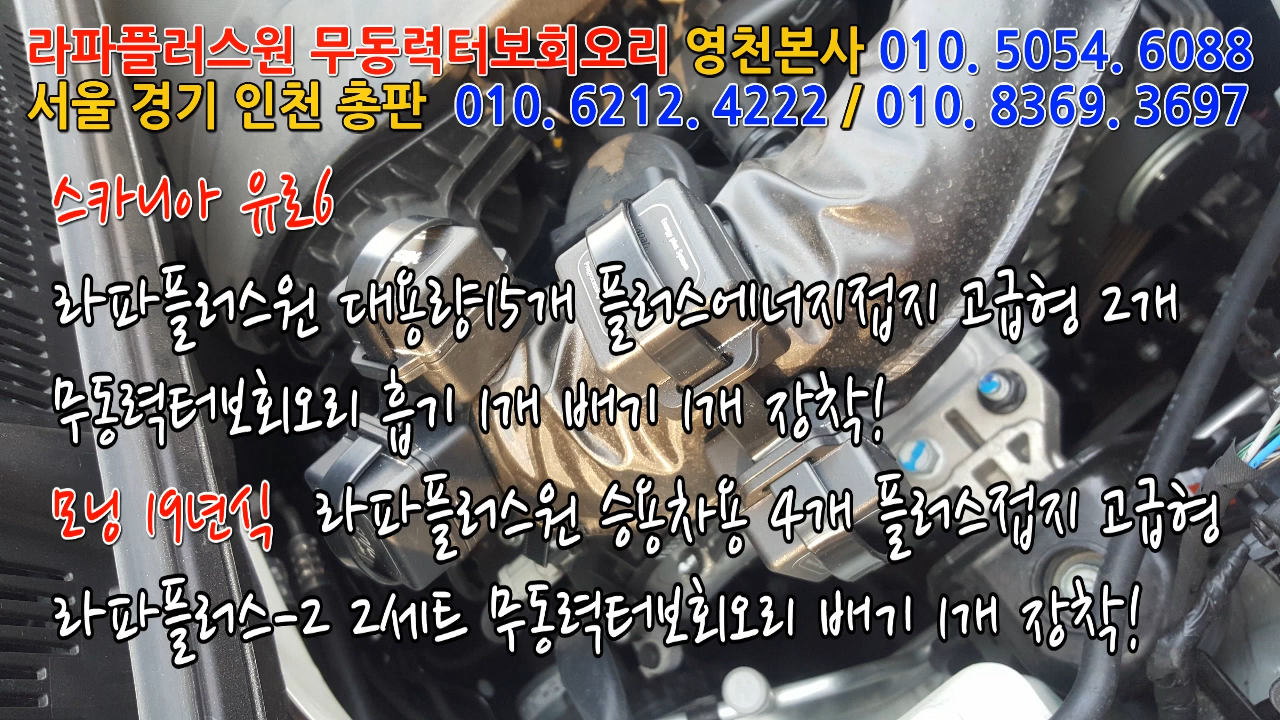 라파플러스원 무동력터보회오리 영천본사 010. 5054. 6088
서울 경기 인천 총판 010. 6212. 4222 / 010. 8369. 3697
스카니아 유로6
라파플러스원 대용량15개 플러스에너지접지 고급형 2개
무동력터보회오리 흡기 1개 배기 1개 장착!
모닝 19년식 라파플러스원 승용차용 4개 플러스접지 고급형
라파플러스-2 2세트 무동력터보회오리 배기 1개 장착!